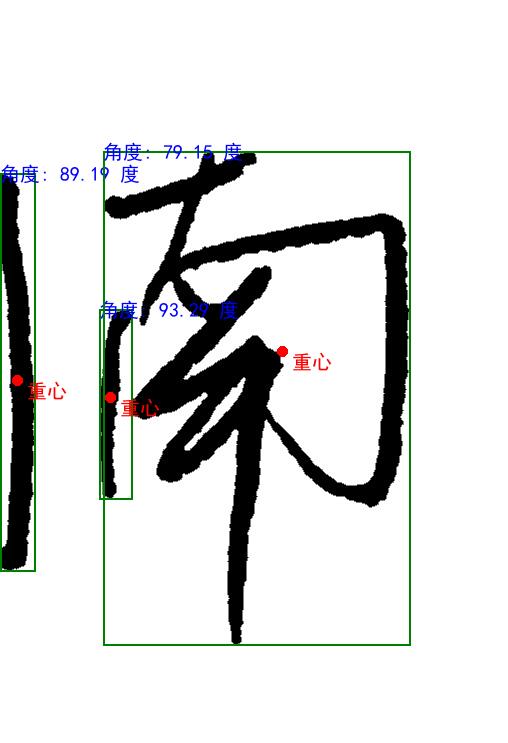 角度: 79.15 度
角度: 89.19 度
南
角度: 93.29 度
重心
重心
重心